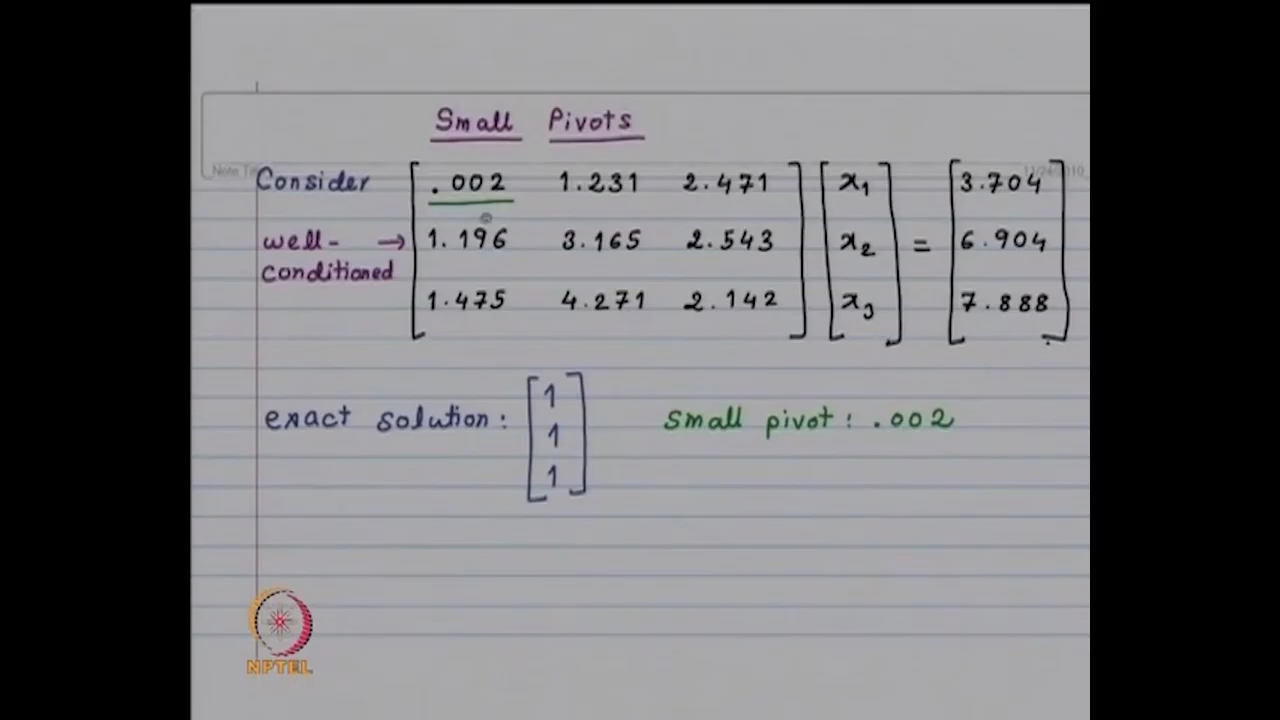 Small Pivots
Consider [.002 1.231 2.471] [x₁] [3.704]
well-conditioned → [1.196 3.165 2.543] [x₂] = [6.904]
[1.475 4.271 2.142] [x₃] [7.888]
exact solution: [1 1 1] small pivot: .002
NPTEL